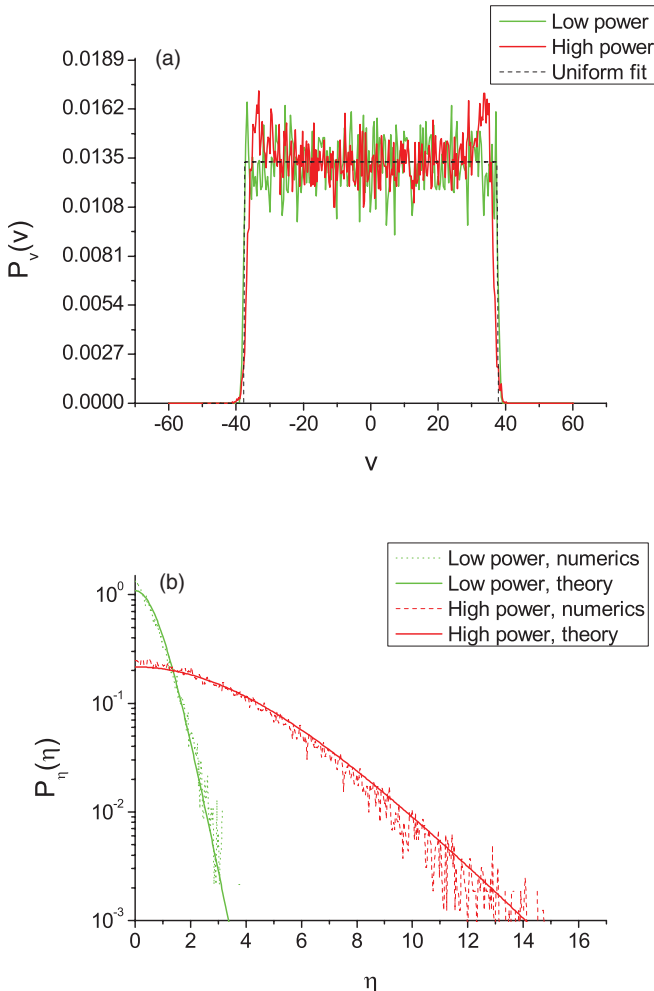 (a)
Low power
High power
Uniform fit
0.0189
0.0162
0.0135
0.0108
0.0081
0.0054
0.0027
0.0000
P_v(v)
-60 -40 -20 0 20 40 60
v
(b)
Low power, numerics
Low power, theory
High power, numerics
High power, theory
10^0
10^-1
10^-2
10^-3
P_η(η)
0 2 4 6 8 10 12 14 16
η